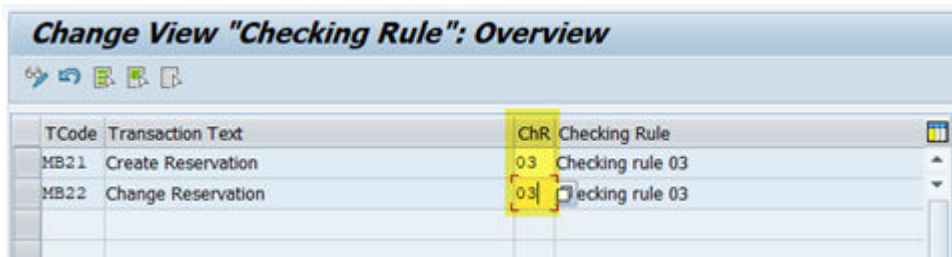 Change View "Checking Rule": Overview
TCode Transaction Text ChR Checking Rule
MB21 Create Reservation 03 Checking rule 03
MB22 Change Reservation 03 ecking rule 03